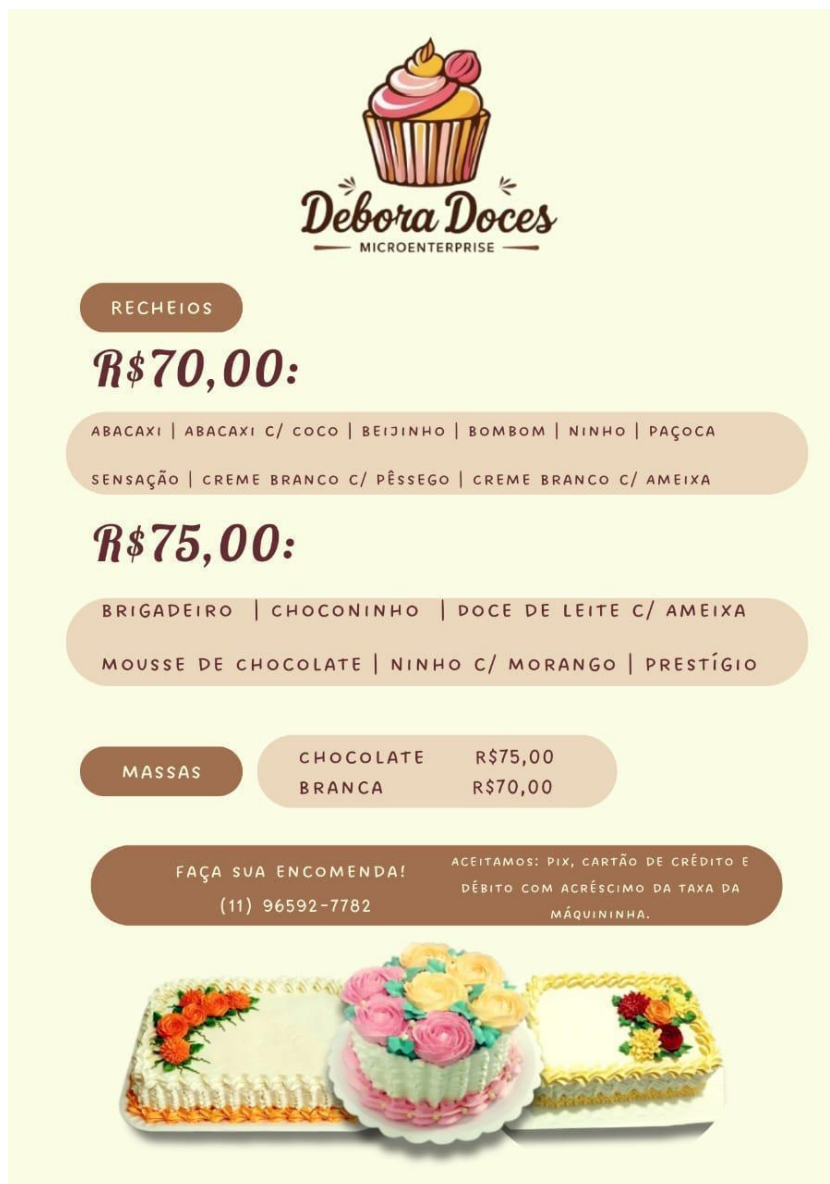 Debora Doces
MICROENTERPRISE
RECHEIOS
R$70,00:
ABACAXI | ABACAXI C/ COCO | BEIJINHO | BOMBOM | NINHO | PAÇOCA
SENSAÇÃO | CREME BRANCO C/ PÊSSEGO | CREME BRANCO C/ AMEIXA
R$75,00:
BRIGADEIRO | CHOCONINHO | DOCE DE LEITE C/ AMEIXA
MOUSSE DE CHOCOLATE | NINHO C/ MORANGO | PRESTÍGIO
MASSAS
CHOCOLATE R$75,00
BRANCA R$70,00
FAÇA SUA ENCOMENDA!
(11) 96592-7782
ACEITAMOS: PIX, CARTÃO DE CRÉDITO E
DÉBITO COM ACRÉSCIMO DA TAXA DA
MÁQUININHA.